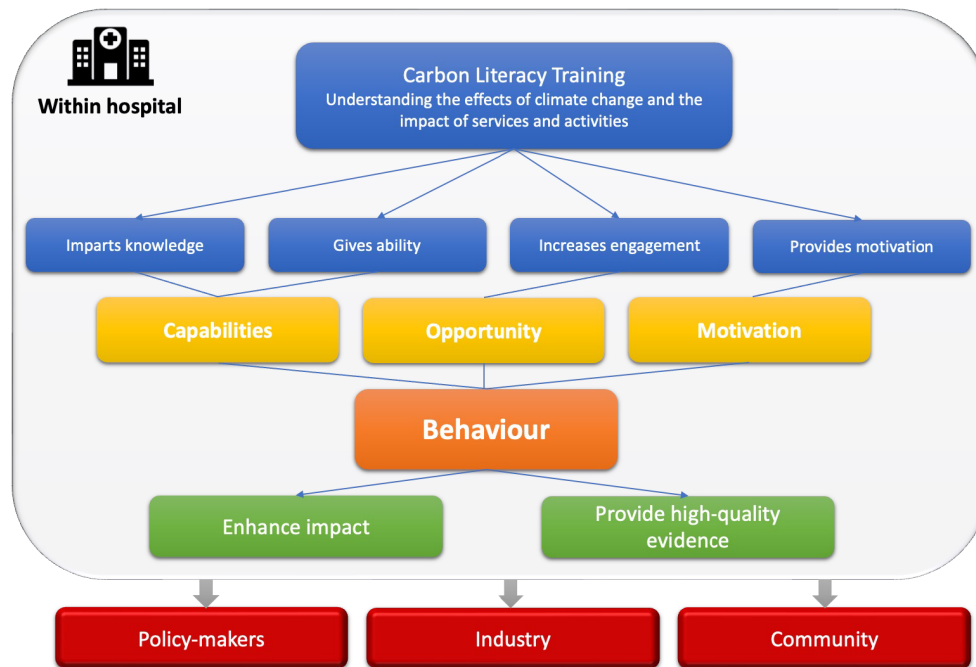 Within hospital
Carbon Literacy Training
Understanding the effects of climate change and the
impact of services and activities
Imparts knowledge
Gives ability
Increases engagement
Provides motivation
Capabilities
Opportunity
Motivation
Behaviour
Enhance impact
Provide high-quality
evidence
Policy-makers
Industry
Community